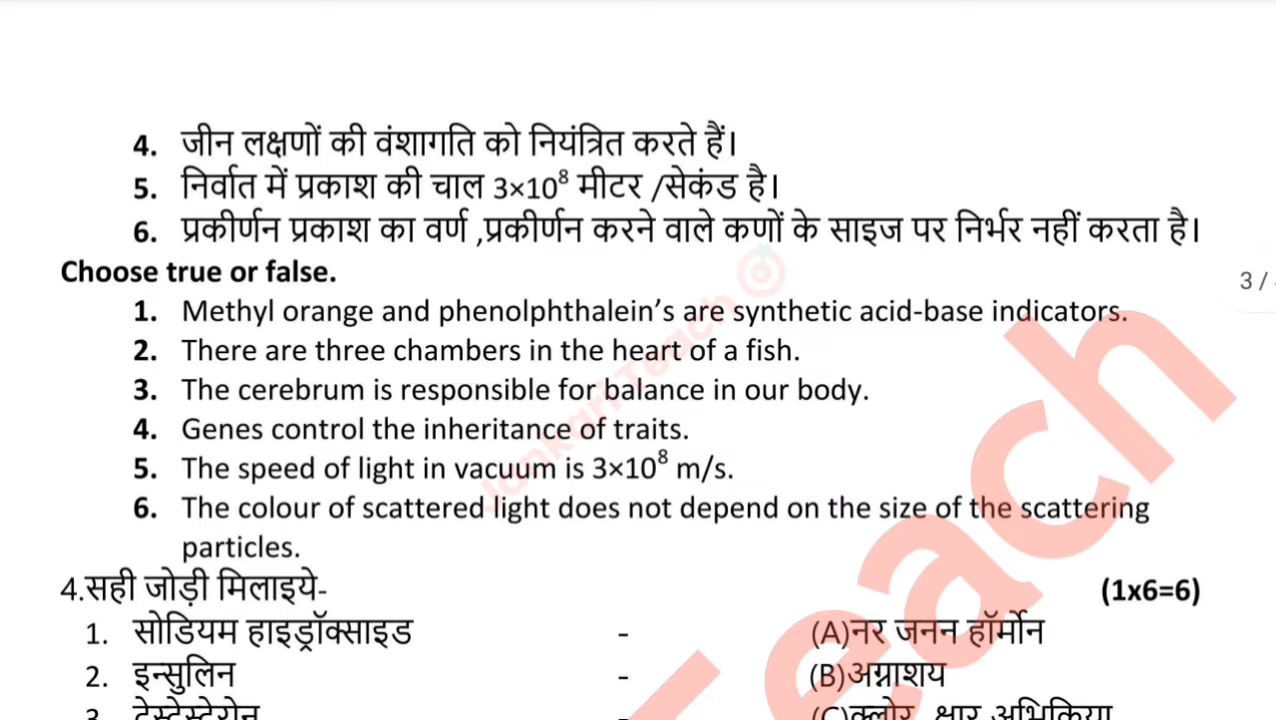 4. जीन लक्षणों की वंशागति को नियंत्रित करते हैं।
5. निर्वात में प्रकाश की चाल 3×10⁸ मीटर /सेकंड है।
6. प्रकीर्णन प्रकाश का वर्ण ,प्रकीर्णन करने वाले कणों के साइज पर निर्भर नहीं करता है।
Choose true or false.
3 /
1. Methyl orange and phenolphthalein’s are synthetic acid-base indicators.
2. There are three chambers in the heart of a fish.
3. The cerebrum is responsible for balance in our body.
4. Genes control the inheritance of traits.
5. The speed of light in vacuum is 3×10⁸ m/s.
6. The colour of scattered light does not depend on the size of the scattering
particles.
4.सही जोड़ी मिलाइये- (1x6=6)
1. सोडियम हाइड्रॉक्साइड - (A)नर जनन हॉर्मोन
2. इन्सुलिन - (B)अग्नाशय
3. टेस्टेस्टेरोन - (C)क्लोर क्षार अभिक्रिया
Jankari Teach
Teach